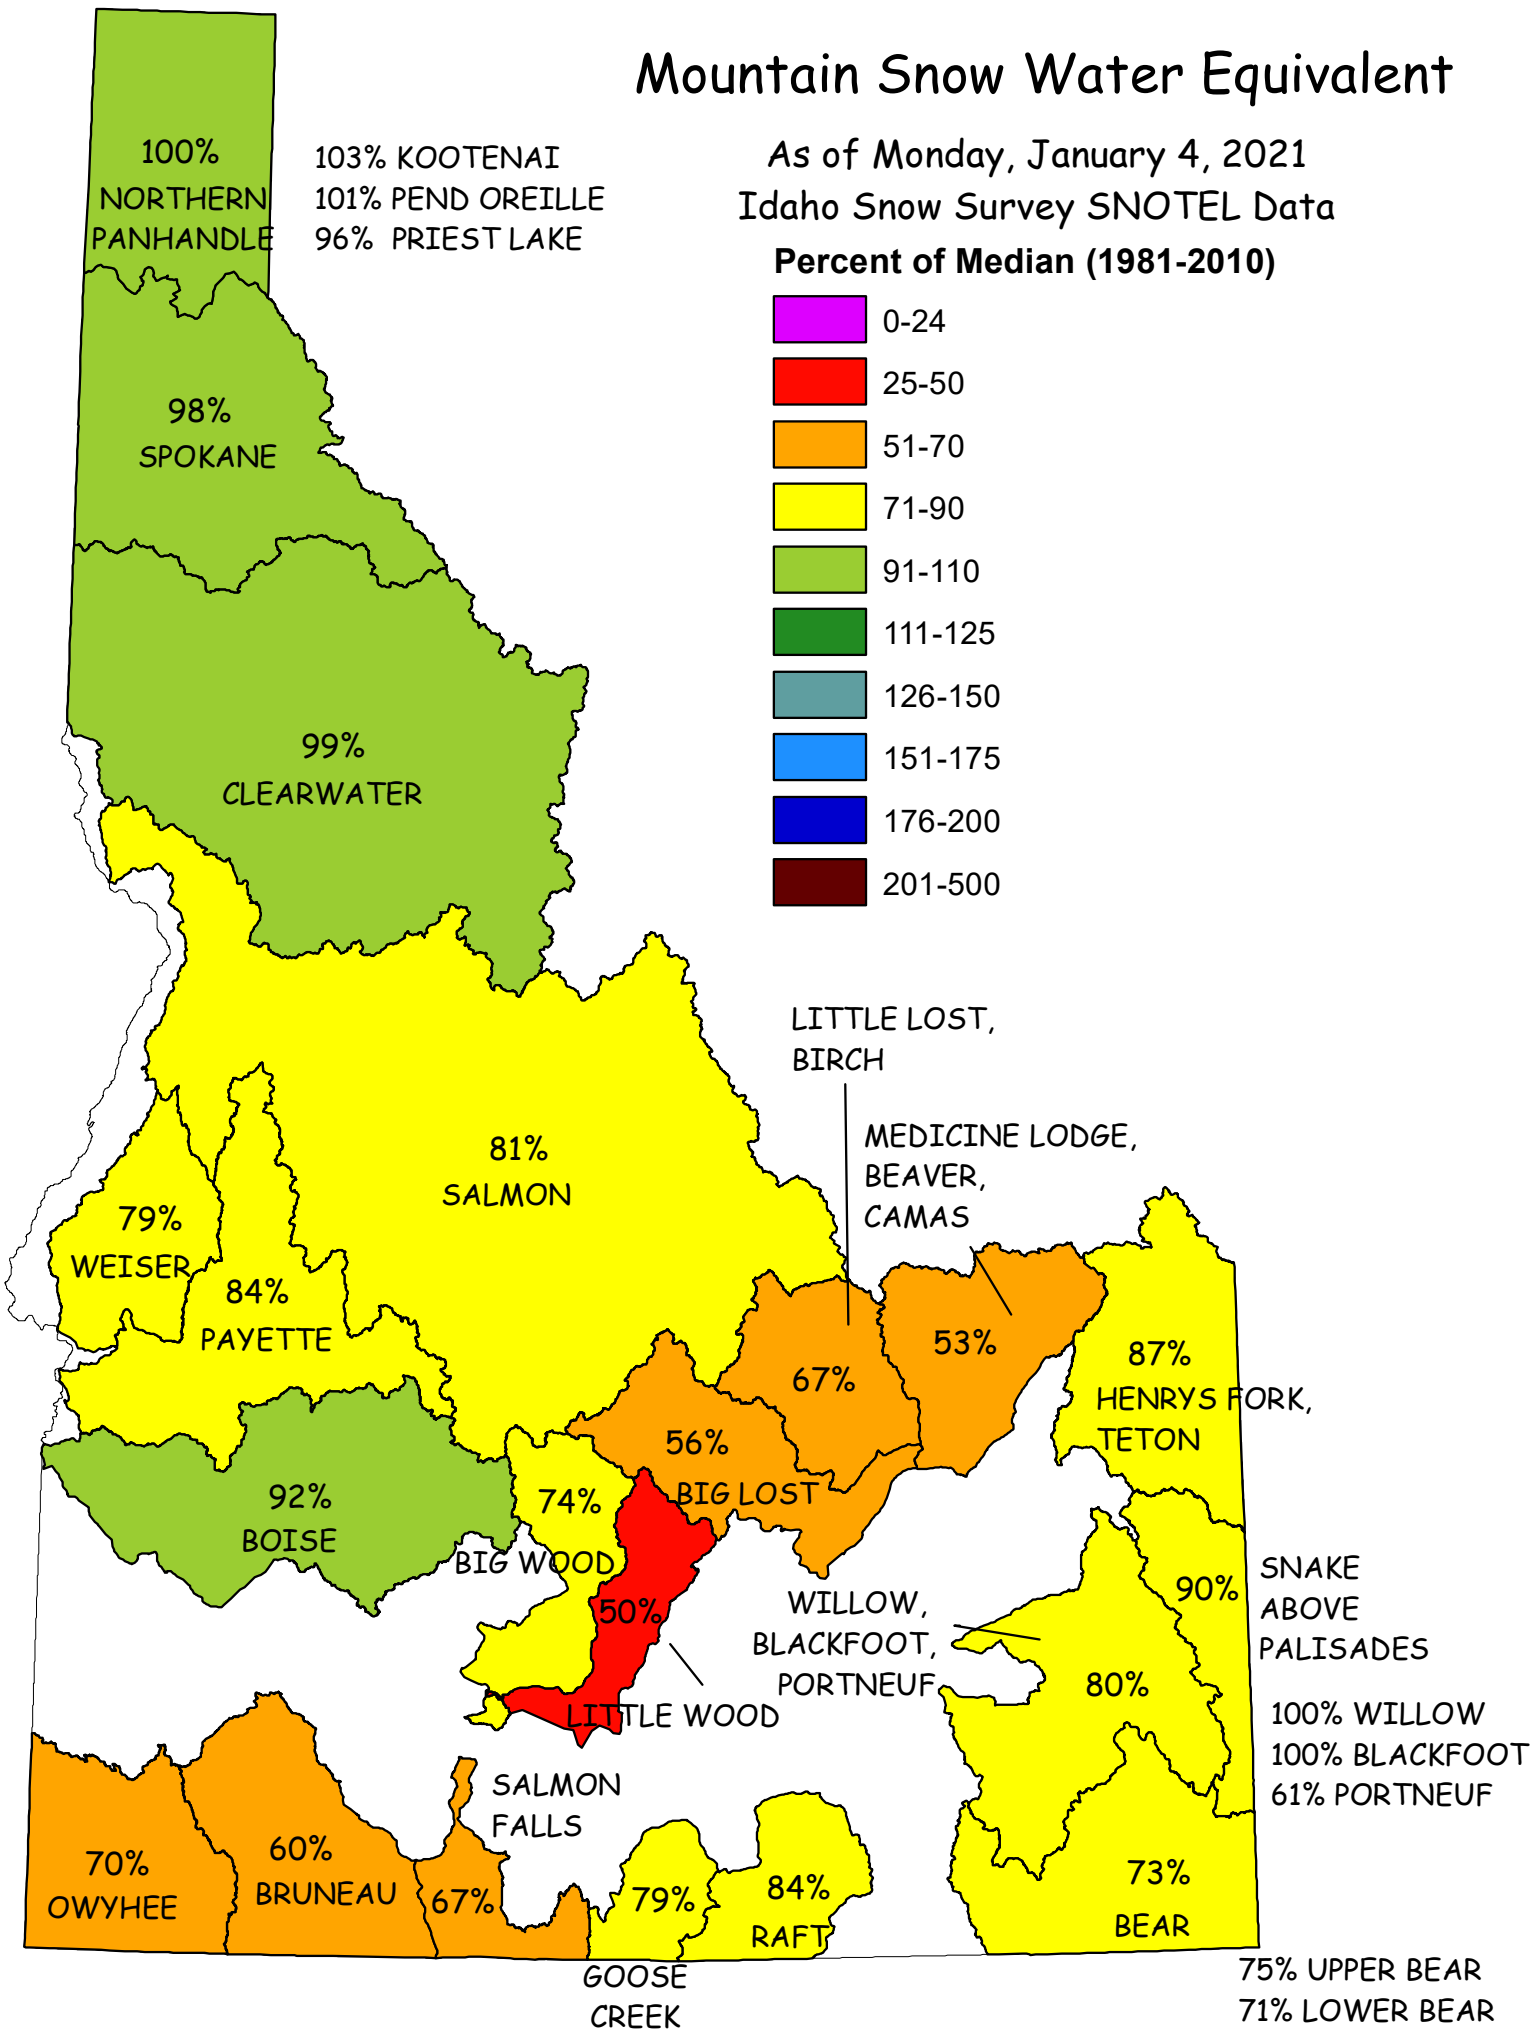 Mountain Snow Water Equivalent
As of Monday, January 4, 2021
Idaho Snow Survey SNOTEL Data
Percent of Median (1981-2010)
0-24
25-50
51-70
71-90
91-110
111-125
126-150
151-175
176-200
201-500
100%
NORTHERN
PANHANDLE
103% KOOTENAI
101% PEND OREILLE
96% PRIEST LAKE
98%
SPOKANE
99%
CLEARWATER
81%
SALMON
79%
WEISER
84%
PAYETTE
LITTLE LOST,
BIRCH
67%
MEDICINE LODGE,
BEAVER,
CAMAS
53%
87%
HENRYS FORK,
TETON
56%
BIG LOST
92%
BOISE
74%
BIG WOOD
50%
LITTLE WOOD
WILLOW,
BLACKFOOT,
PORTNEUF
80%
90%
SNAKE
ABOVE
PALISADES
100% WILLOW
100% BLACKFOOT
61% PORTNEUF
70%
OWYHEE
60%
BRUNEAU
SALMON
FALLS
67%
79%
GOOSE
CREEK
84%
RAFT
73%
BEAR
75% UPPER BEAR
71% LOWER BEAR